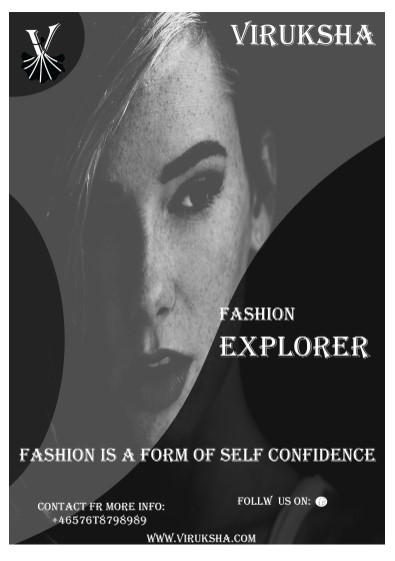 V
VIRUKSHA
FASHION
EXPLORER
FASHION IS A FORM OF SELF CONFIDENCE
CONTACT FR MORE INFO:
+46576T8798989
FOLLW US ON:
WWW.VIRUKSHA.COM